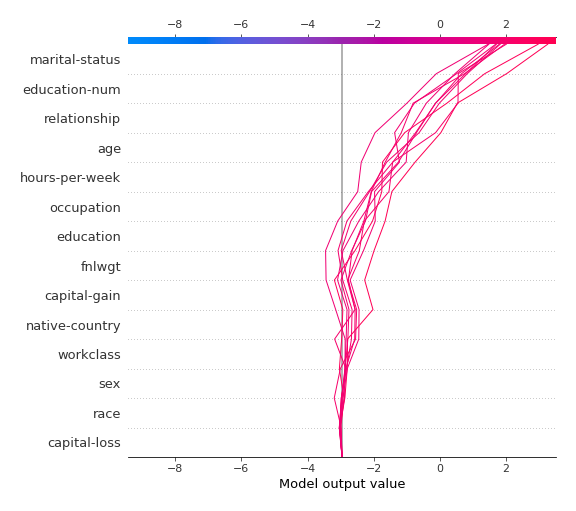 −8 −6 −4 −2 0 2
marital-status
education-num
relationship
age
hours-per-week
occupation
education
fnlwgt
capital-gain
native-country
workclass
sex
race
capital-loss
−8 −6 −4 −2 0 2
Model output value